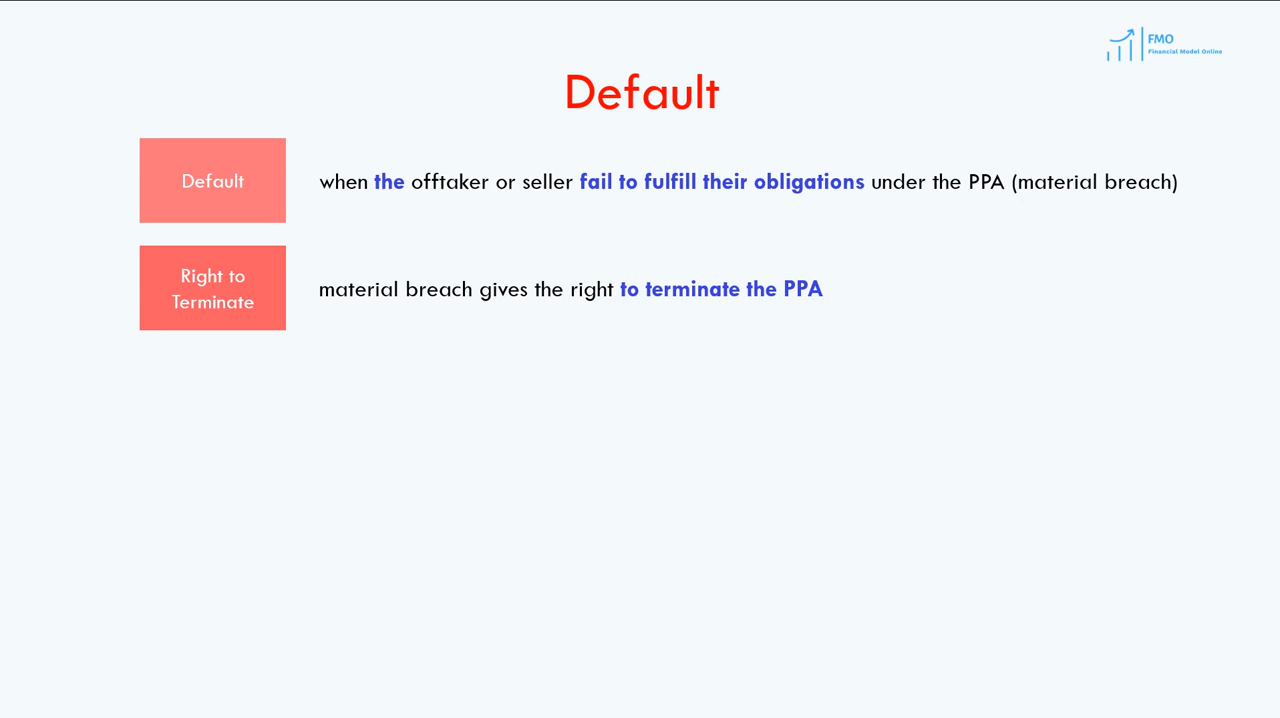 FMO
Financial Model Online
Default
Default
when the offtaker or seller fail to fulfill their obligations under the PPA (material breach)
Right to
Terminate
material breach gives the right to terminate the PPA